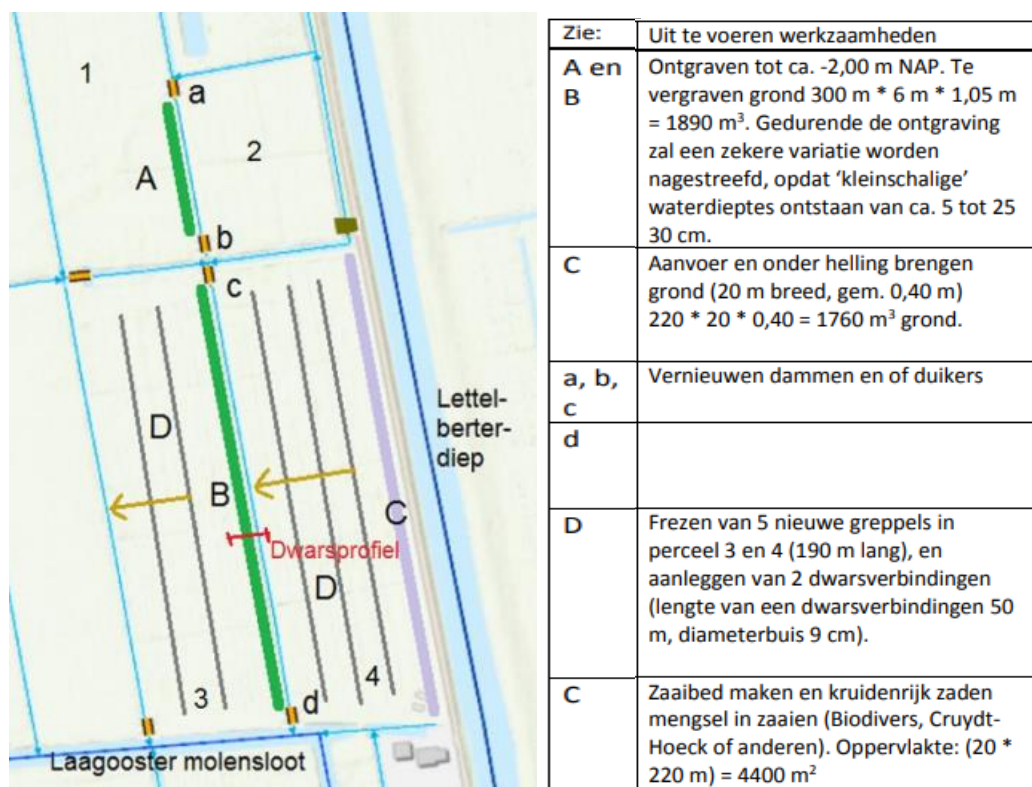 1
a
2
A
b
c
D
B
C
Dwarsprofiel
D
3
4
d
Lettel-
berter-
diep
Laagooster molensloot
Zie:
Uit te voeren werkzaamheden
A en
B
Ontgraven tot ca. -2,00 m NAP. Te
vergraven grond 300 m * 6 m * 1,05 m
= 1890 m³. Gedurende de ontgraving
zal een zekere variatie worden
nagestreefd, opdat ‘kleinschalige’
waterdieptes ontstaan van ca. 5 tot 25
30 cm.
C
Aanvoer en onder helling brengen
grond (20 m breed, gem. 0,40 m)
220 * 20 * 0,40 = 1760 m³ grond.
a, b,
c
Vernieuwen dammen en of duikers
d
D
Frezen van 5 nieuwe greppels in
perceel 3 en 4 (190 m lang), en
aanleggen van 2 dwarsverbindingen
(lengte van een dwarsverbindingen 50
m, diameterbuis 9 cm).
C
Zaaibed maken en kruidenrijk zaden
mengsel in zaaien (Biodivers, Cruydt-
Hoeck of anderen). Oppervlakte: (20 *
220 m) = 4400 m²